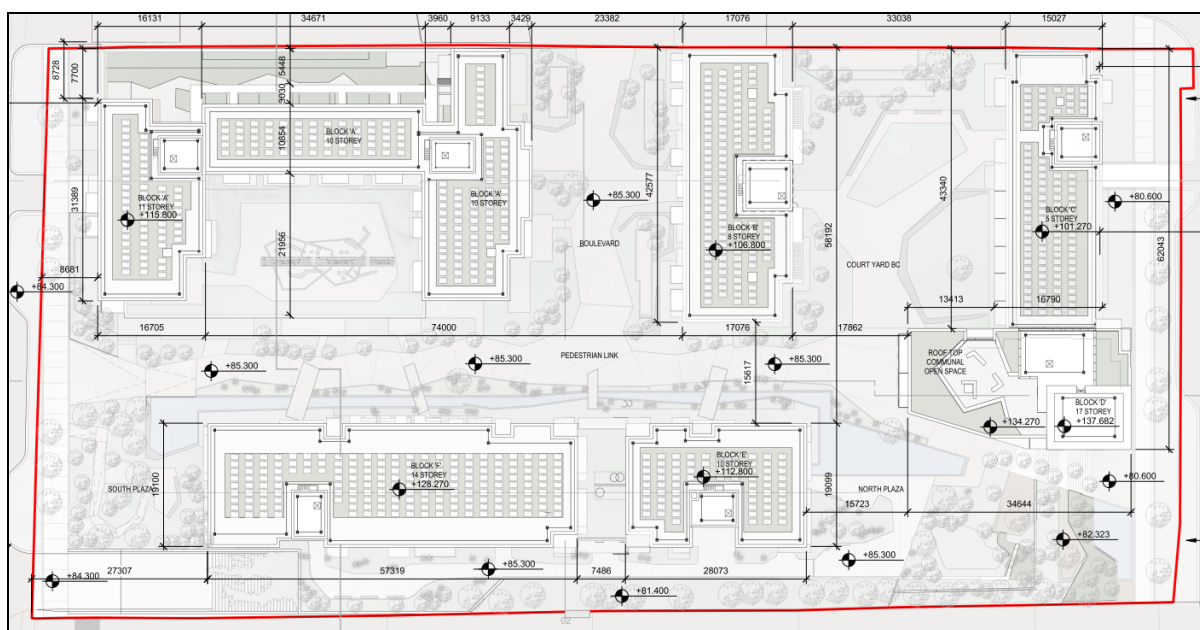 16131
34671
3960
9133
3429
23382
17076
33038
15027
8728
7700
5448
3030
10854
31389
21956
42577
58192
43340
62043
BLOCK 'A'
10 STOREY
BLOCK 'A'
11 STOREY
+115.800
BLOCK 'A'
10 STOREY
+85.300
BOULEVARD
BLOCK 'B'
8 STOREY
+106.800
COURT YARD BC
BLOCK 'C'
5 STOREY
+101.270
+80.600
8681
+84.300
13413
16790
16705
74000
17076
17862
+85.300
+85.300
PEDESTRIAN LINK
+85.300
15617
ROOF TOP
COMMUNAL
OPEN SPACE
BLOCK 'D'
17 STOREY
+137.682
+134.270
19100
SOUTH PLAZA
BLOCK 'F'
14 STOREY
+128.270
BLOCK 'E'
10 STOREY
+112.800
19099
NORTH PLAZA
+80.600
15723
34644
+82.323
+85.300
+85.300
+84.300
27307
57319
7486
28073
+81.400
02